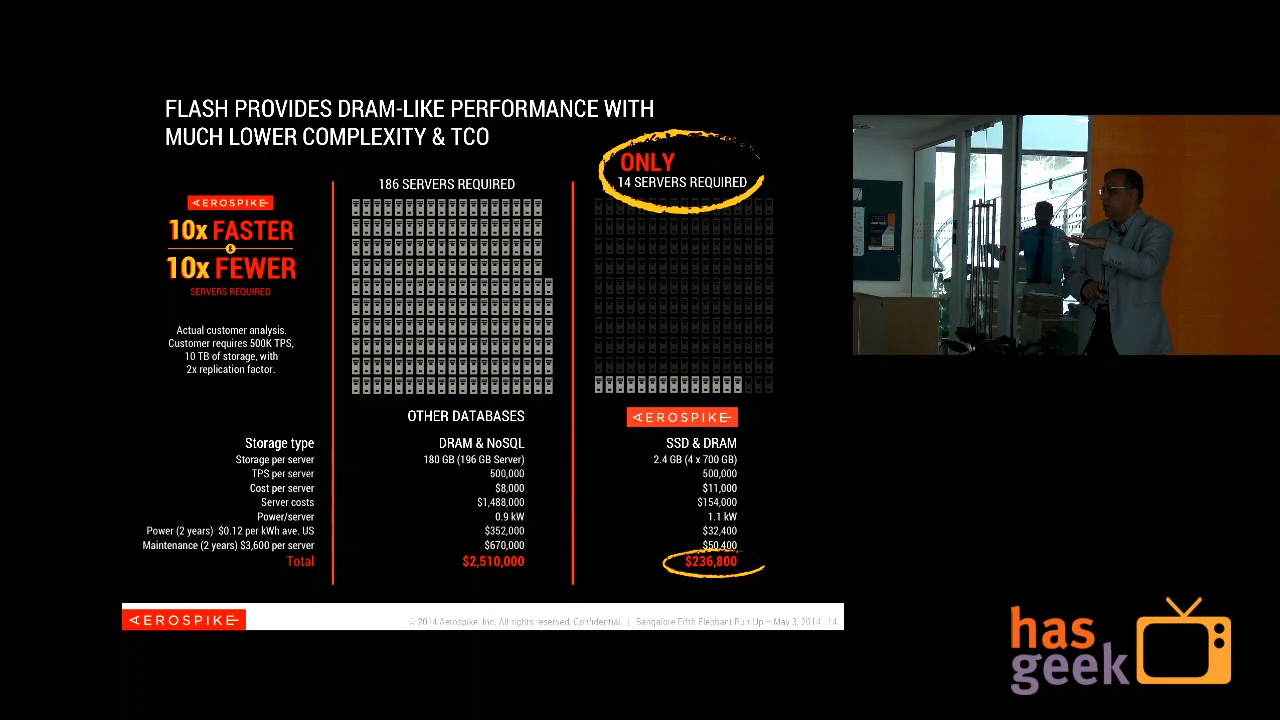 FLASH PROVIDES DRAM-LIKE PERFORMANCE WITH
MUCH LOWER COMPLEXITY & TCO
AEROSPIKE
10x FASTER
&
10x FEWER
SERVERS REQUIRED
Actual customer analysis.
Customer requires 500K TPS,
10 TB of storage, with
2x replication factor.
186 SERVERS REQUIRED
ONLY
14 SERVERS REQUIRED
OTHER DATABASES AEROSPIKE
Storage type DRAM & NoSQL SSD & DRAM
Storage per server 180 GB (196 GB Server) 2.4 GB (4 x 700 GB)
TPS per server 500,000 500,000
Cost per server $8,000 $11,000
Server costs $1,488,000 $154,000
Power/server 0.9 kW 1.1 kW
Power (2 years) $0.12 per kWh ave. US $352,000 $32,400
Maintenance (2 years) $3,600 per server $670,000 $50,400
Total $2,510,000 $236,800
AEROSPIKE © 2014 Aerospike, Inc. All rights reserved. Confidential. | Bangalore Fifth Elephant Run-Up – May 3, 2014 | 14
has
geek